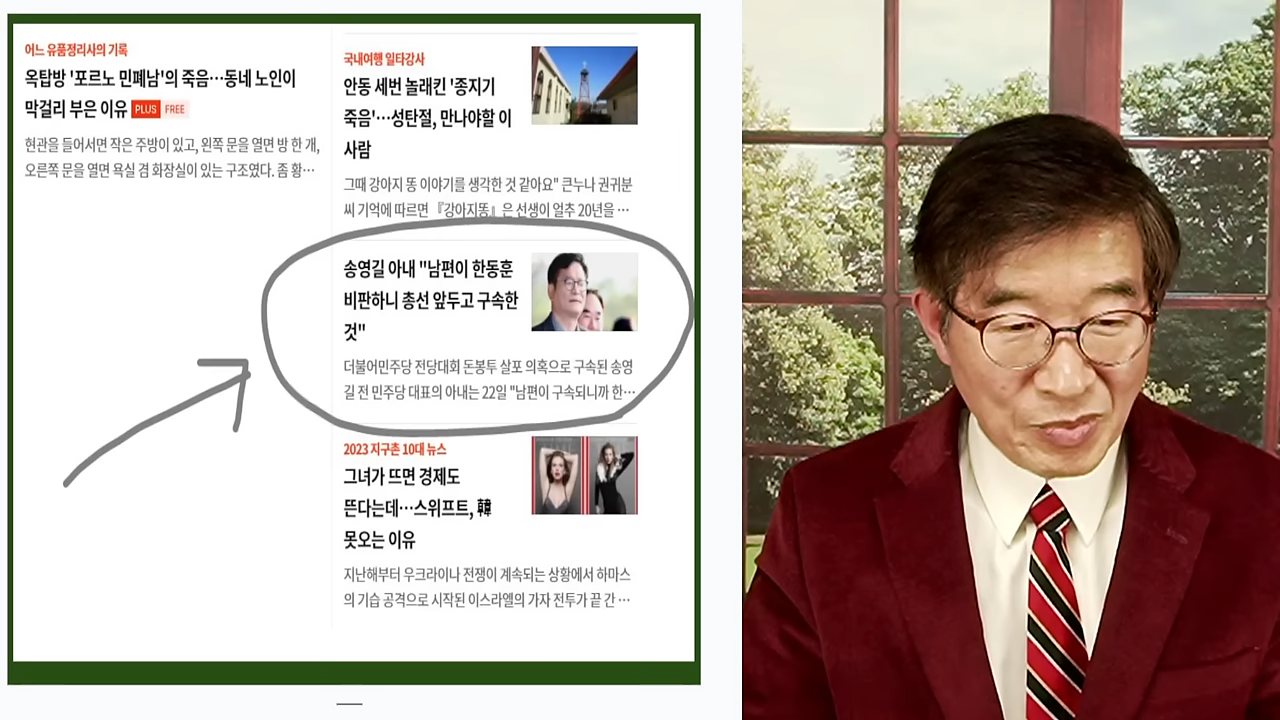 어느 유품정리사의 기록
옥탑방 '포르노 민폐남'의 죽음…동네 노인이
막걸리 부은 이유 PLUS FREE
현관을 들어서면 작은 주방이 있고, 왼쪽 문을 열면 방 한 개,
오른쪽 문을 열면 욕실 겸 화장실이 있는 구조였다. 좀 황…
국내여행 일타강사
안동 세번 놀래킨 '종지기
죽음'…성탄절, 만나야할 이
사람
그때 강아지 똥 이야기를 생각한 것 같아요" 큰누나 권귀분
씨 기억에 따르면 『강아지똥』은 선생이 얼추 20년을 …
송영길 아내 "남편이 한동훈
비판하니 총선 앞두고 구속한
것"
더불어민주당 전당대회 돈봉투 살포 의혹으로 구속된 송영
길 전 민주당 대표의 아내는 22일 "남편이 구속되니까 한…
2023 지구촌 10대 뉴스
그녀가 뜨면 경제도
뜬다는데…스위프트, 韓
못오는 이유
지난해부터 우크라이나 전쟁이 계속되는 상황에서 하마스
의 기습 공격으로 시작된 이스라엘의 가자 전투가 끝 간 …